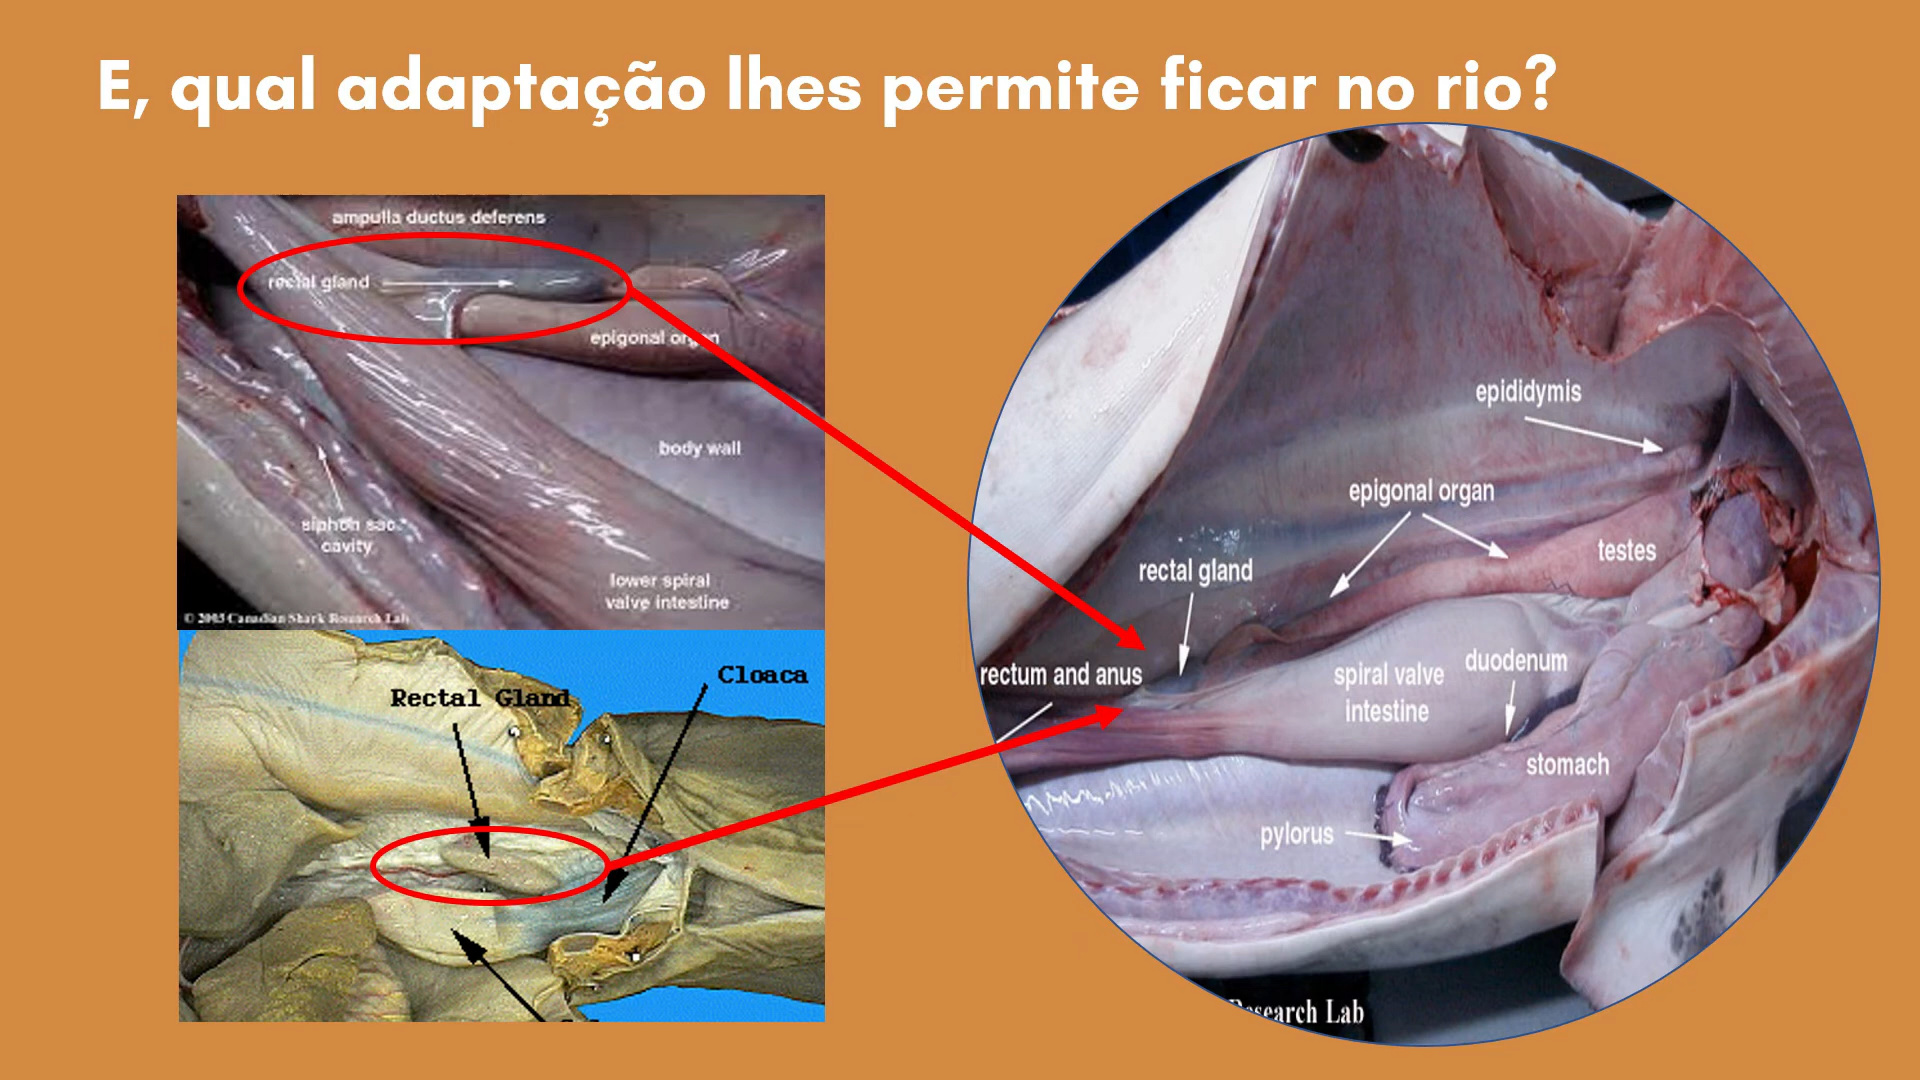 E, qual adaptação lhes permite ficar no rio?
ampulla ductus deferens
rectal gland
epigonal organ
body wall
siphon sac
cavity
lower spiral
valve intestine
© 2005 Canadian Shark Research Lab
Rectal Gland
Cloaca
epididymis
epigonal organ
testes
rectal gland
rectum and anus
spiral valve
intestine
duodenum
stomach
pylorus
Research Lab